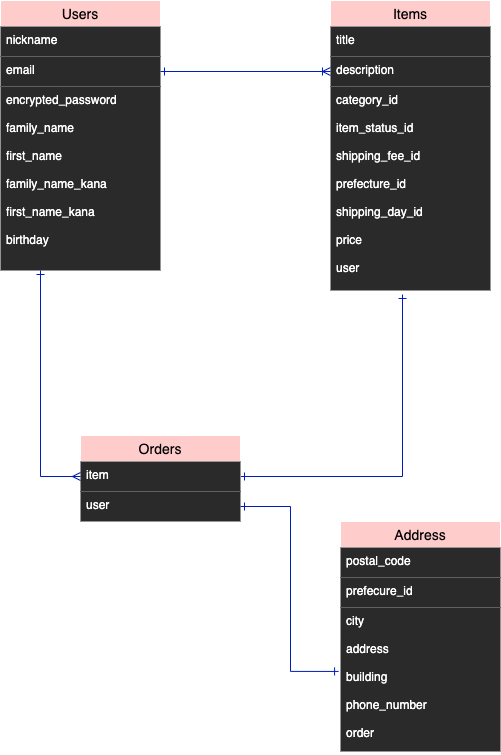 Users
nickname
email
encrypted_password
family_name
first_name
family_name_kana
first_name_kana
birthday
Items
title
description
category_id
item_status_id
shipping_fee_id
prefecture_id
shipping_day_id
price
user
Orders
item
user
Address
postal_code
prefecure_id
city
address
building
phone_number
order